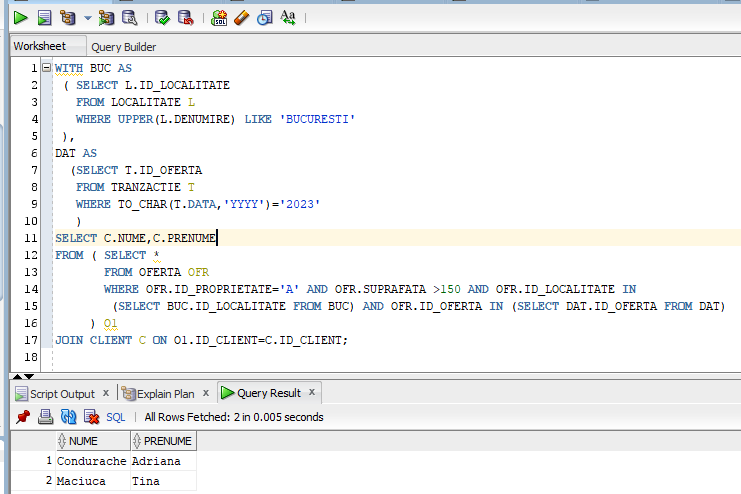 SQL
Aa
Worksheet Query Builder
1 WITH BUC AS
2 ( SELECT L.ID_LOCALITATE
3 FROM LOCALITATE L
4 WHERE UPPER(L.DENUMIRE) LIKE 'BUCURESTI'
5 ),
6 DAT AS
7 (SELECT T.ID_OFERTA
8 FROM TRANZACTIE T
9 WHERE TO_CHAR(T.DATA,'YYYY')='2023'
10 )
11 SELECT C.NUME,C.PRENUME
12 FROM ( SELECT *
13 FROM OFERTA OFR
14 WHERE OFR.ID_PROPRIETATE='A' AND OFR.SUPRAFATA >150 AND OFR.ID_LOCALITATE IN
15 (SELECT BUC.ID_LOCALITATE FROM BUC) AND OFR.ID_OFERTA IN (SELECT DAT.ID_OFERTA FROM DAT)
16 ) O1
17 JOIN CLIENT C ON O1.ID_CLIENT=C.ID_CLIENT;
18
Script Output x Explain Plan x Query Result x
SQL All Rows Fetched: 2 in 0.005 seconds
NUME PRENUME
1 Condurache Adriana
2 Maciuca Tina